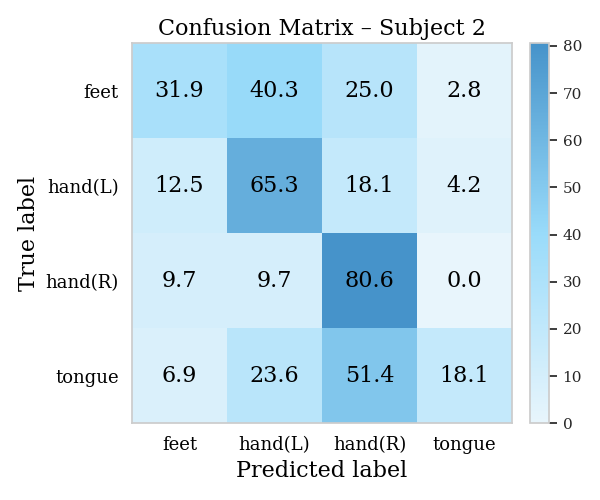 Confusion Matrix – Subject 2
True label
feet 31.9 40.3 25.0 2.8
hand(L) 12.5 65.3 18.1 4.2
hand(R) 9.7 9.7 80.6 0.0
tongue 6.9 23.6 51.4 18.1
feet hand(L) hand(R) tongue
Predicted label
80
70
60
50
40
30
20
10
0